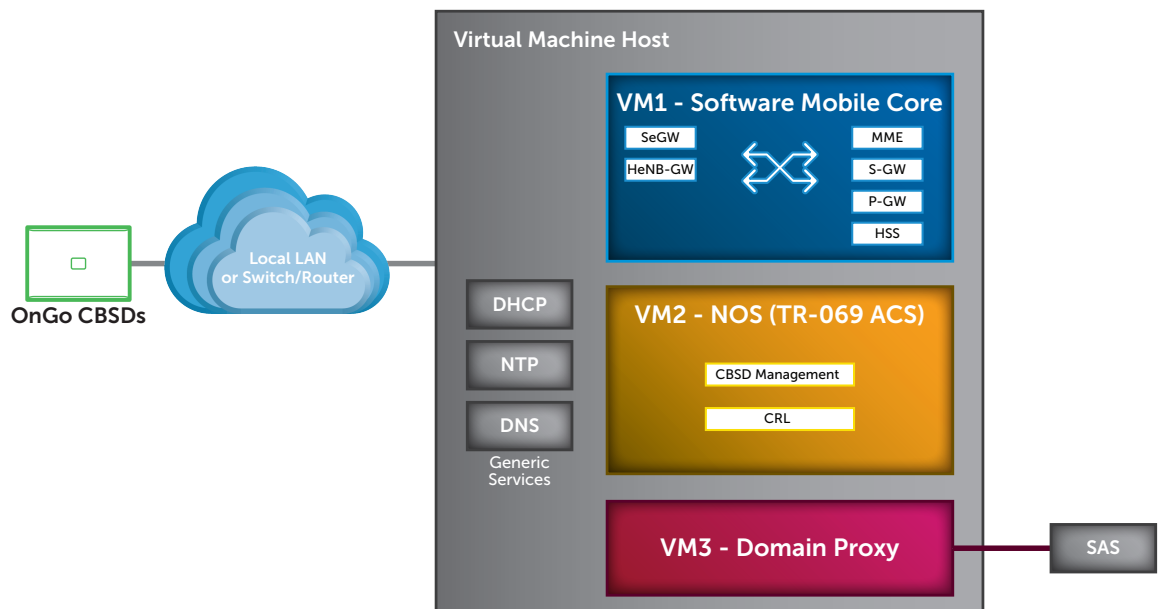 Virtual Machine Host
VM1 - Software Mobile Core
SeGW
HeNB-GW
MME
S-GW
P-GW
HSS
Local LAN
or Switch/Router
OnGo CBSDs
DHCP
NTP
DNS
Generic
Services
VM2 - NOS (TR-069 ACS)
CBSD Management
CRL
VM3 - Domain Proxy
SAS